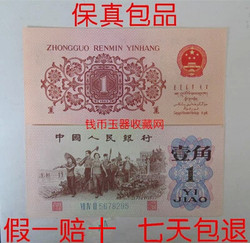 保真包品
ZHONGGUO RENMIN YINHANG
1
钱币玉器收藏网
中国人民银行
壹角
1
YI JIAO
假一赔十 七天包退